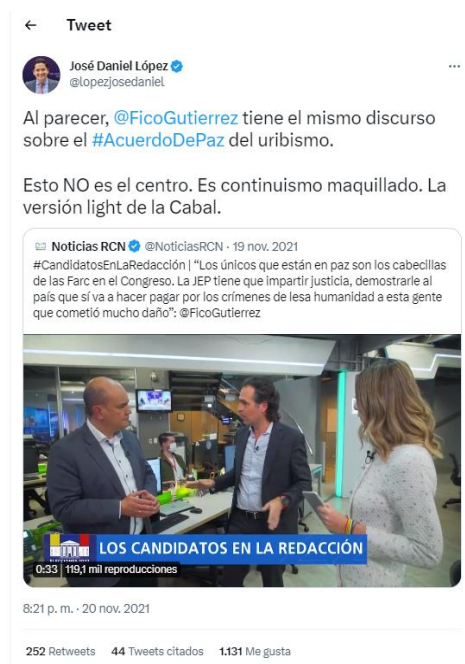 Tweet
José Daniel López
@lopezjosedaniel
Al parecer, @FicoGutierrez tiene el mismo discurso
sobre el #AcuerdoDePaz del uribismo.
Esto NO es el centro. Es continuismo maquillado. La
versión light de la Cabal.
Noticias RCN @NoticiasRCN · 19 nov. 2021
#CandidatosEnLaRedacción | “Los únicos que están en paz son los cabecillas
de las Farc en el Congreso. La JEP tiene que impartir justicia, demostrarle al
país que sí va a hacer pagar por los crímenes de lesa humanidad a esta gente
que cometió mucho daño”: @FicoGutierrez
LOS CANDIDATOS EN LA REDACCIÓN
0:33 119,1 mil reproducciones
8:21 p. m. · 20 nov. 2021
252 Retweets 44 Tweets citados 1.131 Me gusta